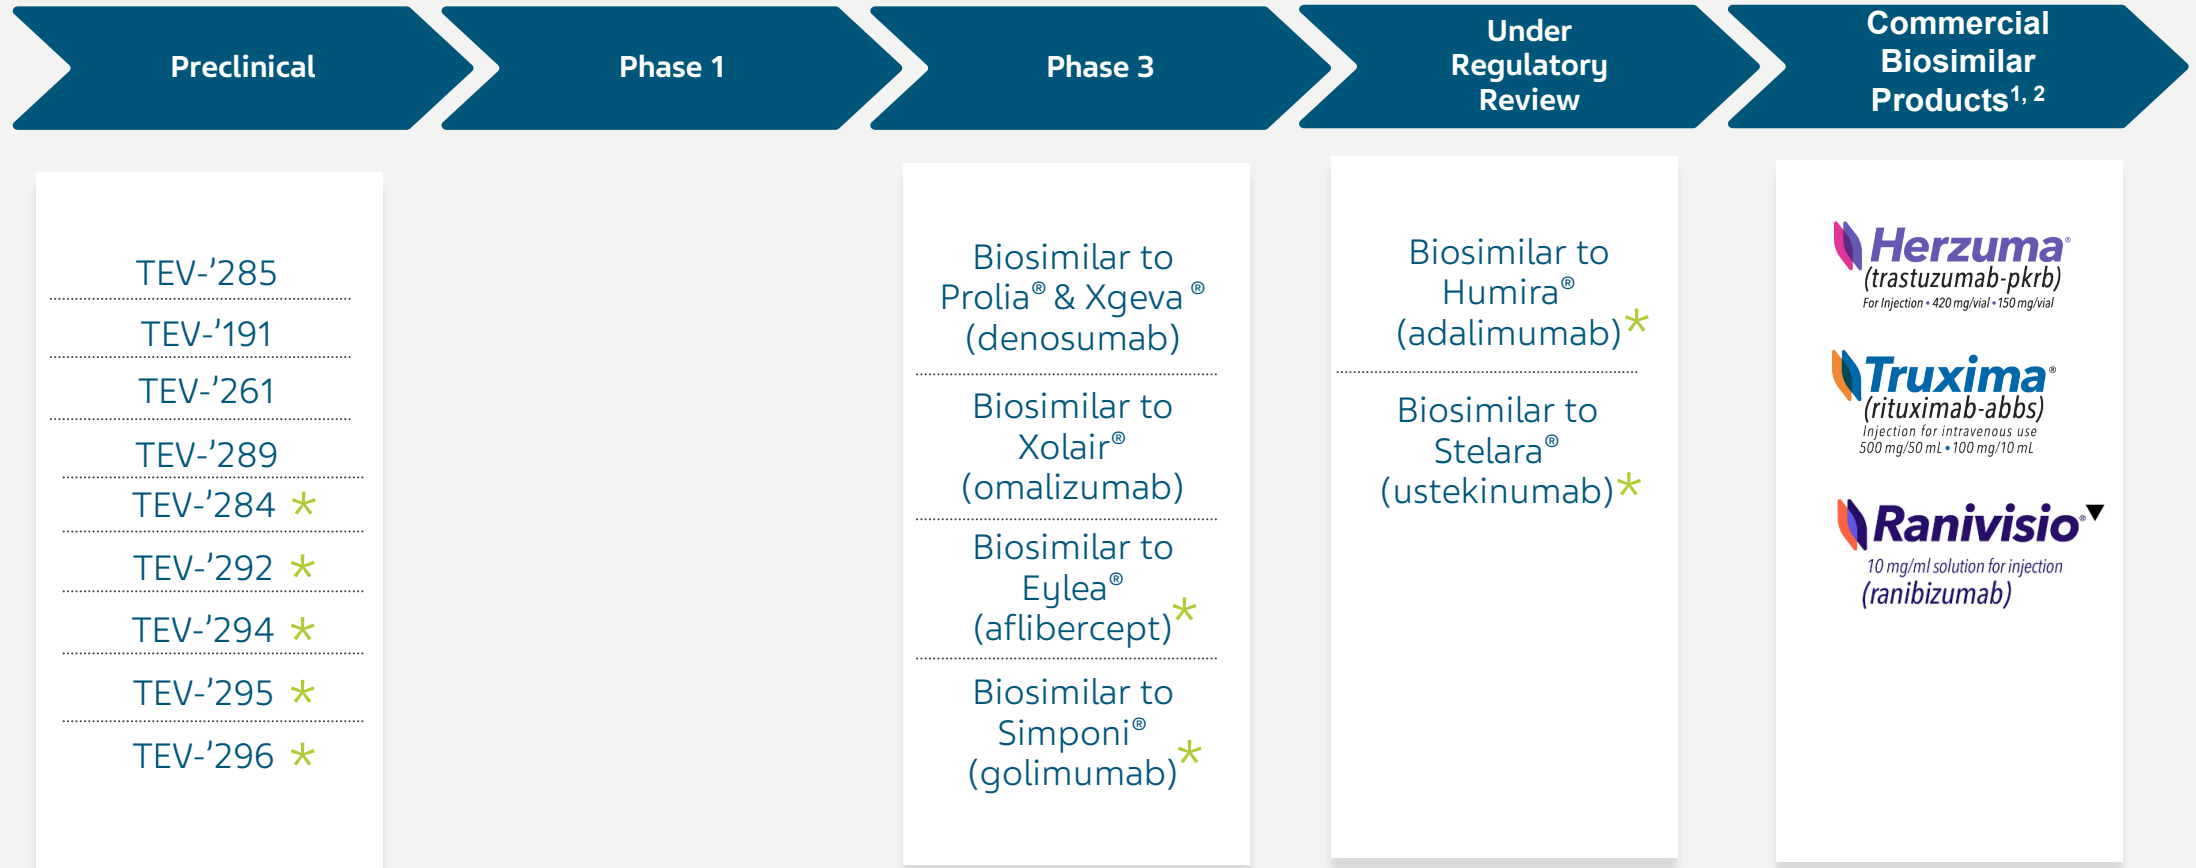 Preclinical
Phase 1
Phase 3
Under
Regulatory
Review
Commercial
Biosimilar
Products1, 2
TEV-’285
TEV-’191
TEV-’261
TEV-’289
TEV-’284 *
TEV-’292 *
TEV-’294 *
TEV-’295 *
TEV-’296 *
Biosimilar to
Prolia® & Xgeva ®
(denosumab)
Biosimilar to
Xolair®
(omalizumab)
Biosimilar to
Eylea®
(aflibercept)*
Biosimilar to
Simponi®
(golimumab)*
Biosimilar to
Humira®
(adalimumab)*
Biosimilar to
Stelara®
(ustekinumab)*
Herzuma®
(trastuzumab-pkrb)
For Injection • 420 mg/vial • 150 mg/vial
Truxima®
(rituximab-abbs)
Injection for intravenous use
500 mg/50 mL • 100 mg/10 mL
Ranivisio®▼
10 mg/ml solution for injection
(ranibizumab)